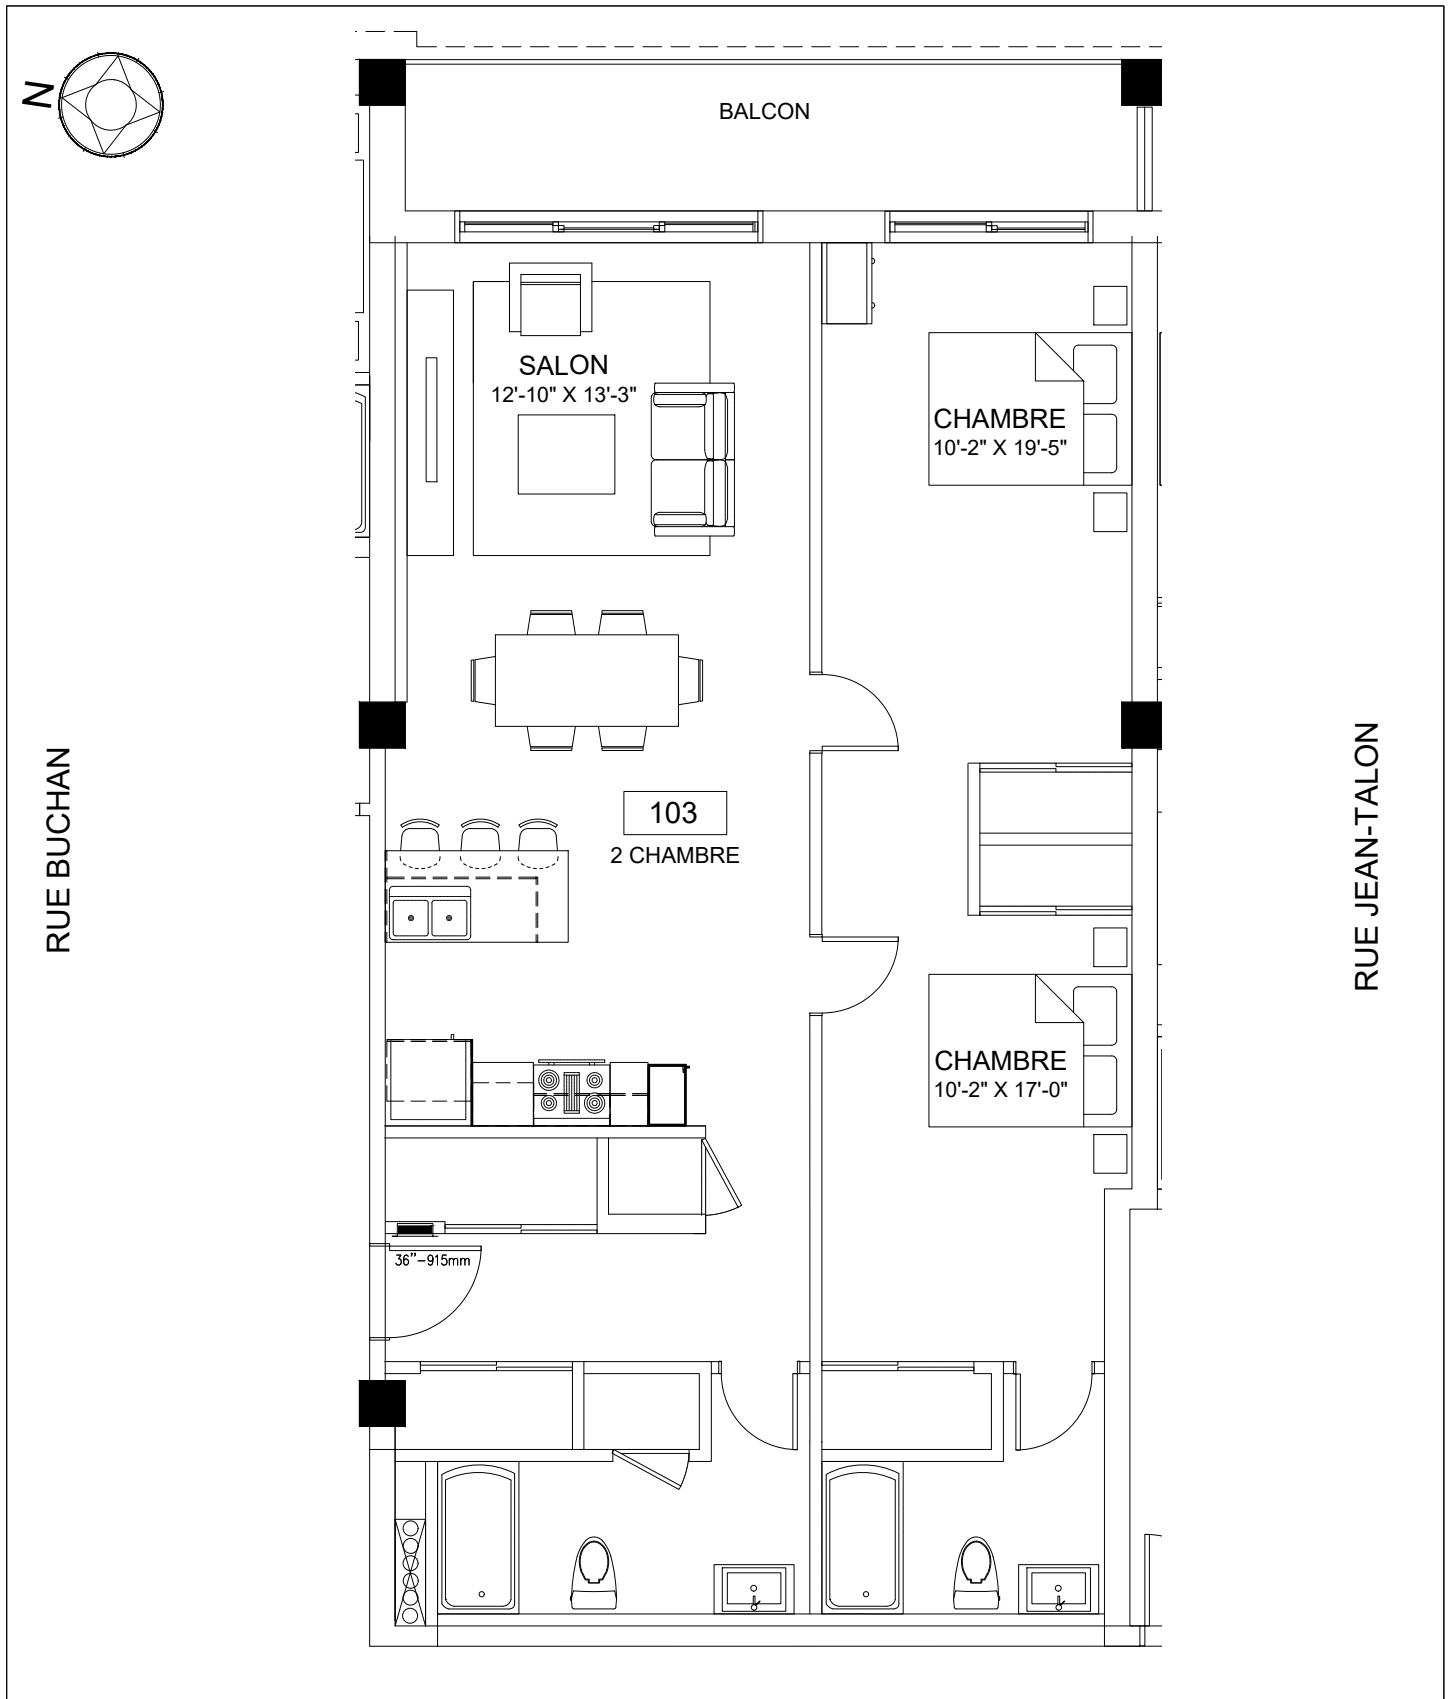 N
BALCON
SALON
12'-10" X 13'-3"
CHAMBRE
10'-2" X 19'-5"
RUE BUCHAN
103
2 CHAMBRE
RUE JEAN-TALON
CHAMBRE
10'-2" X 17'-0"
36"-915mm